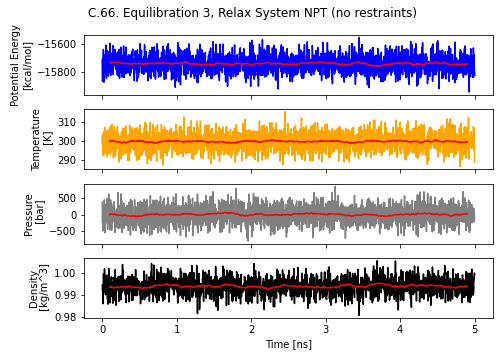 C.66. Equilibration 3, Relax System NPT (no restraints)
Potential Energy
[kcal/mol]
−15600
−15800
Temperature
[K]
310
300
290
Pressure
[bar]
500
0
−500
Density
[kg/m^3]
1.00
0.99
0.98
0
1
2
3
4
5
Time [ns]